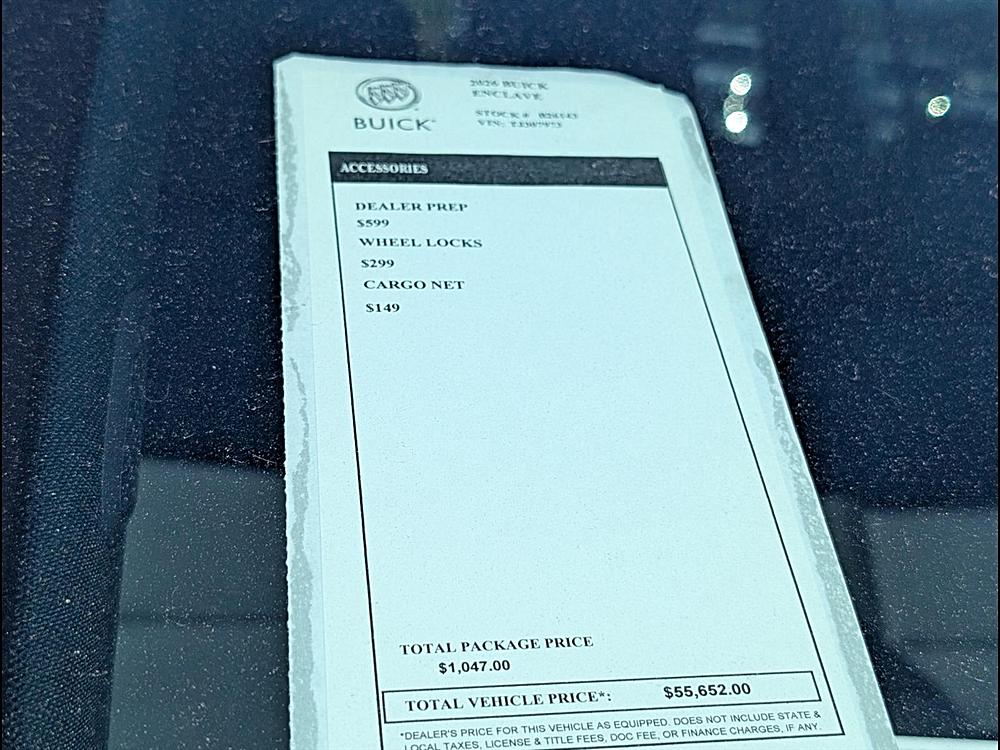 BUICK
2026 BUICK
ENCLAVE
STOCK #
VIN:
ACCESSORIES
DEALER PREP
$599
WHEEL LOCKS
$299
CARGO NET
$149
TOTAL PACKAGE PRICE
$1,047.00
TOTAL VEHICLE PRICE*: $55,652.00
*DEALER'S PRICE FOR THIS VEHICLE AS EQUIPPED. DOES NOT INCLUDE STATE &
LOCAL TAXES, LICENSE & TITLE FEES, DOC FEE, OR FINANCE CHARGES, IF ANY.